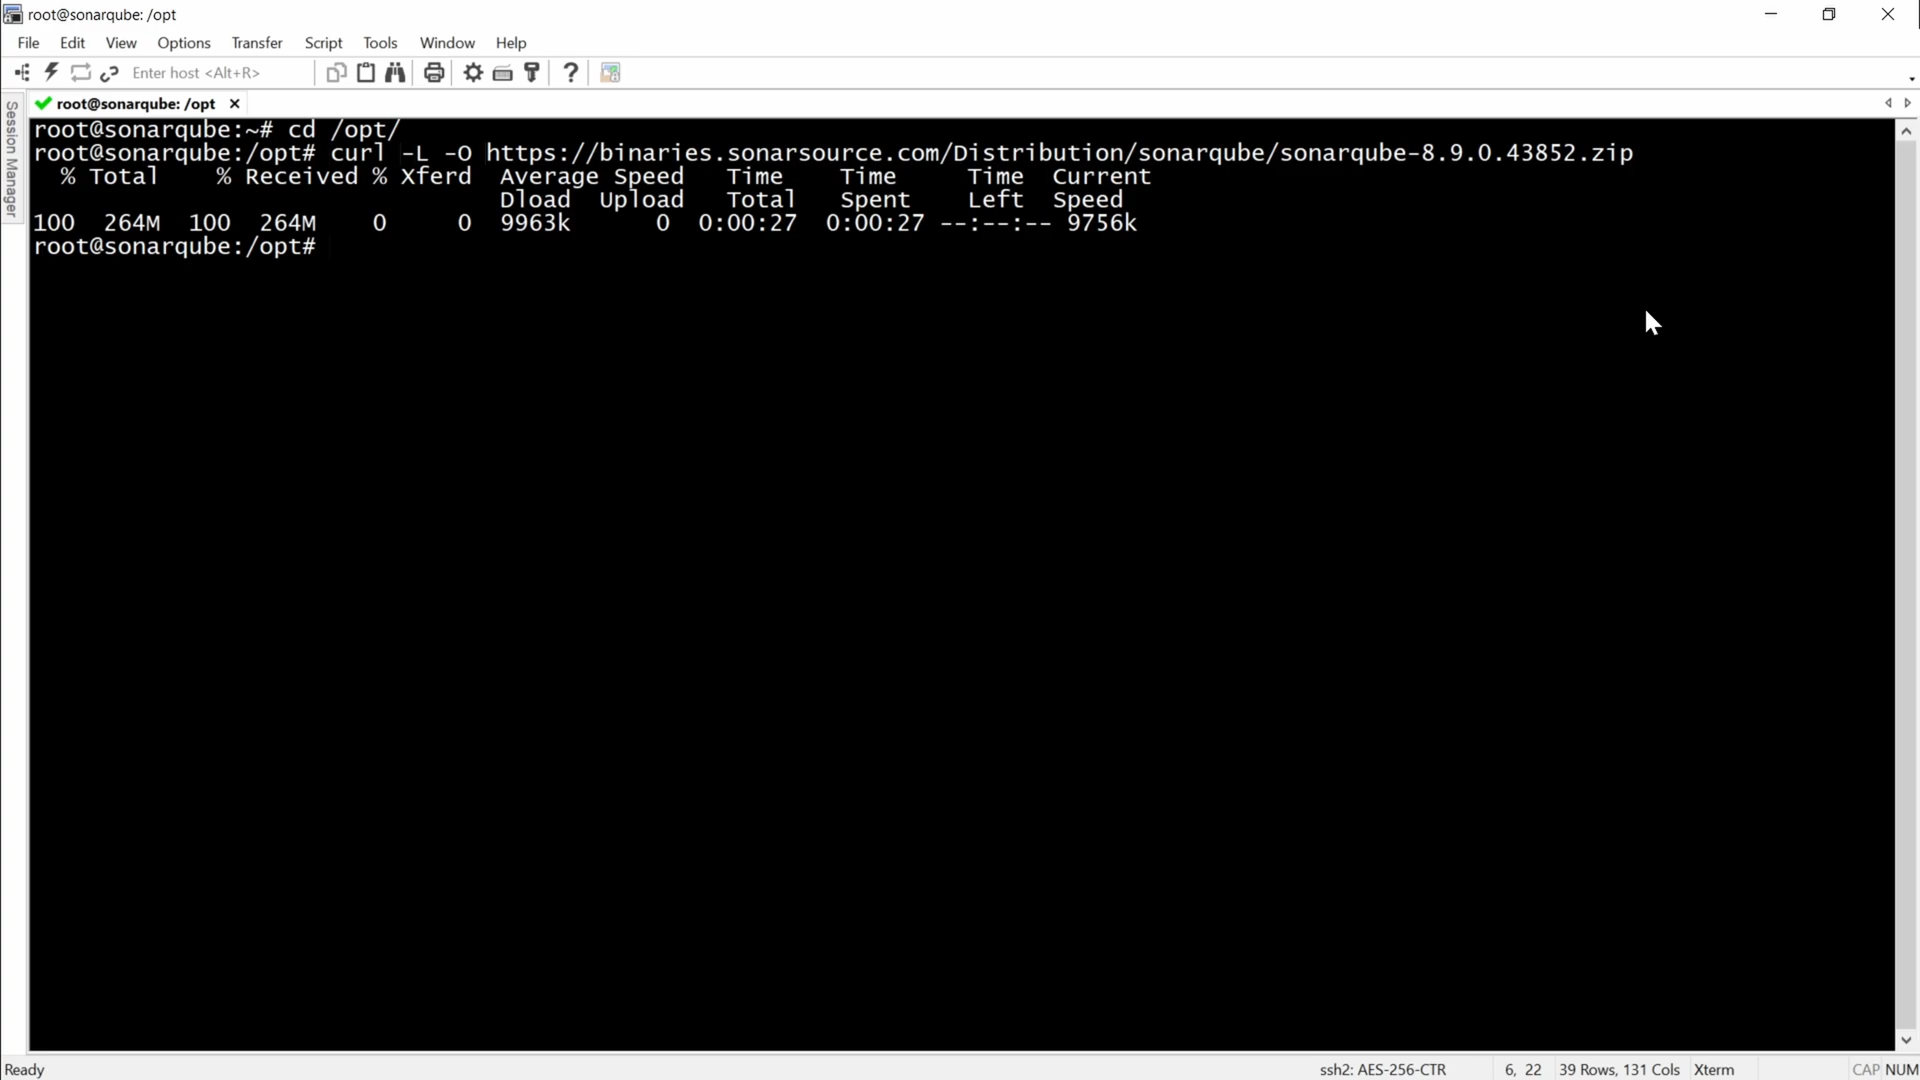 root@sonarqube: /opt
File Edit View Options Transfer Script Tools Window Help
Enter host <Alt+R>
root@sonarqube: /opt
Session Manager
root@sonarqube:~# cd /opt/
root@sonarqube:/opt# curl -L -O https://binaries.sonarsource.com/Distribution/sonarqube/sonarqube-8.9.0.43852.zip
% Total % Received % Xferd Average Speed Time Time Time Current
Dload Upload Total Spent Left Speed
100 264M 100 264M 0 0 9963k 0 0:00:27 0:00:27 --:--:-- 9756k
root@sonarqube:/opt#
Ready ssh2: AES-256-CTR 6, 22 39 Rows, 131 Cols Xterm CAP NUM